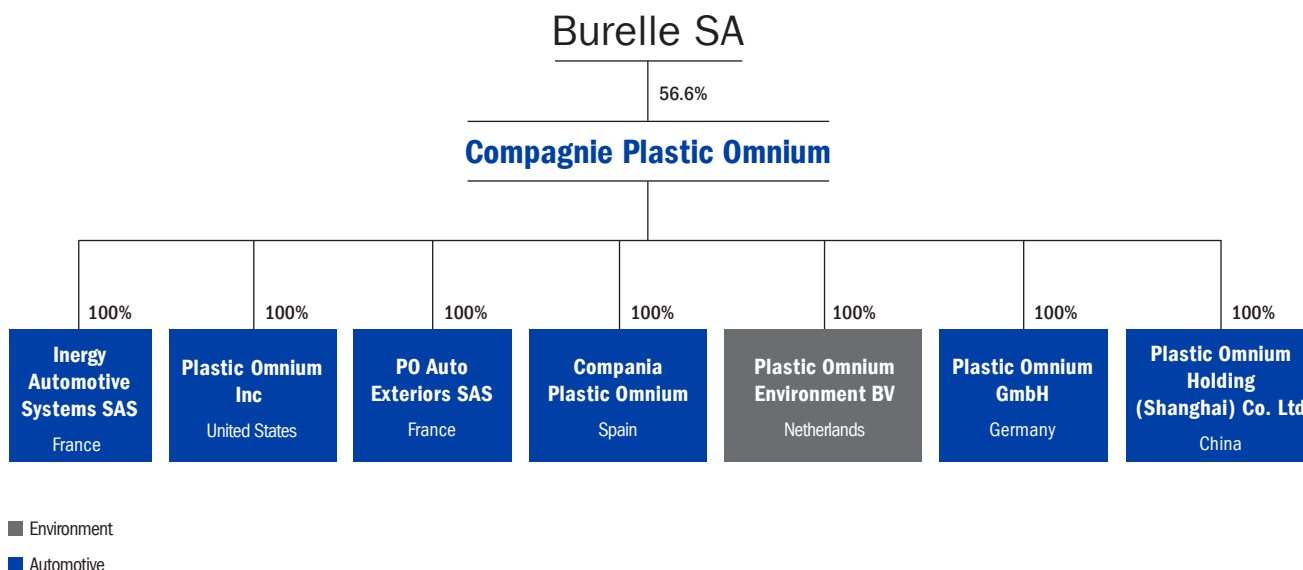 Burelle SA
56.6%
Compagnie Plastic Omnium
100%
100%
100%
100%
100%
100%
100%
Inergy
Automotive
Systems SAS
France
Plastic Omnium
Inc
United States
PO Auto
Exteriors SAS
France
Compania
Plastic Omnium
Spain
Plastic Omnium
Environment BV
Netherlands
Plastic Omnium
GmbH
Germany
Plastic Omnium
Holding
(Shanghai) Co. Ltd
China
Environment
Automotive